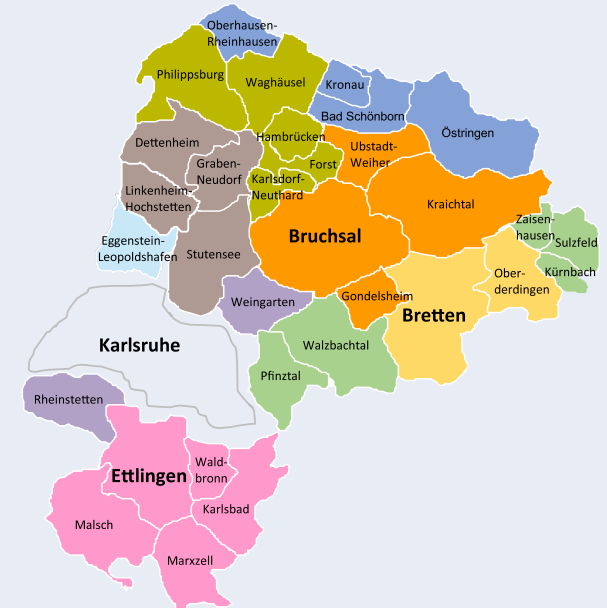 Oberhausen-
Rheinhausen
Philippsburg
Waghäusel
Kronau
Bad Schönborn
Östringen
Hambrücken
Dettenheim
Ubstadt-
Weiher
Graben-
Neudorf
Forst
Karlsdorf-
Neuthard
Linkenheim-
Hochstetten
Kraichtal
Zaisen-
hausen
Sulzfeld
Bruchsal
Eggenstein-
Leopoldshafen
Stutensee
Kürnbach
Ober-
derdingen
Weingarten
Gondelsheim
Bretten
Karlsruhe
Walzbachtal
Pfinztal
Rheinstetten
Ettlingen
Wald-
bronn
Karlsbad
Malsch
Marxzell